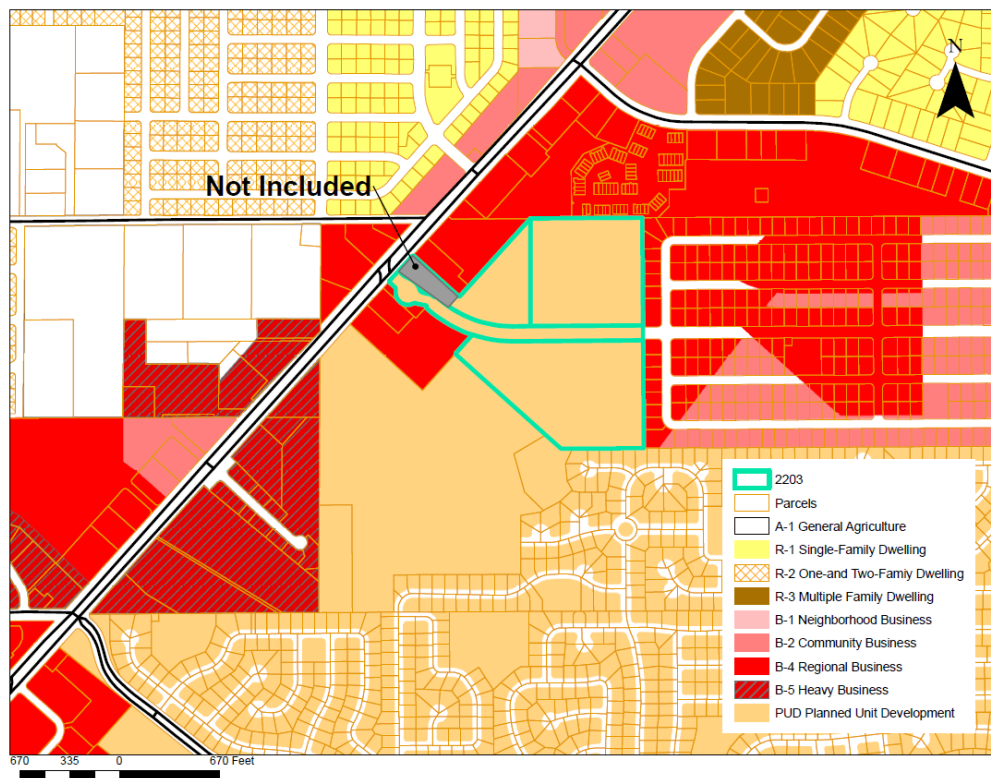 N
Not Included
2203
Parcels
A-1 General Agriculture
R-1 Single-Family Dwelling
R-2 One-and Two-Famiy Dwelling
R-3 Multiple Family Dwelling
B-1 Neighborhood Business
B-2 Community Business
B-4 Regional Business
B-5 Heavy Business
PUD Planned Unit Development
670 335 0 670 Feet